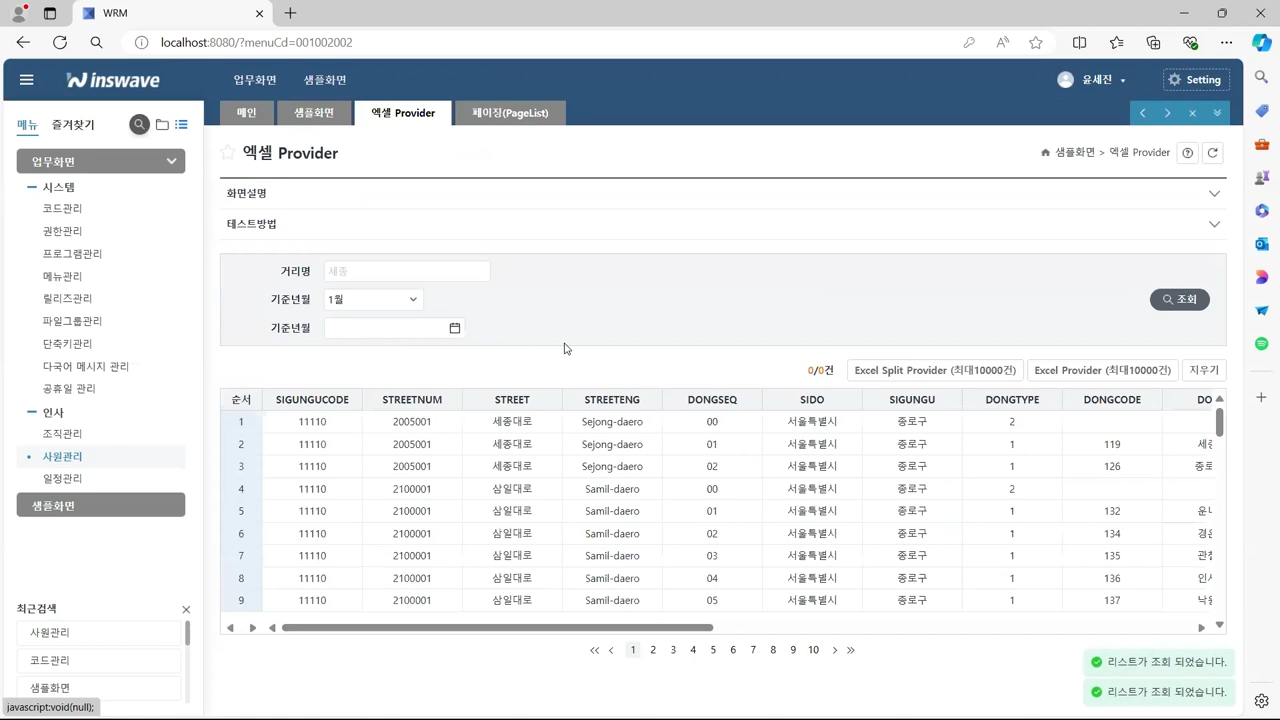 WRM
localhost:8080/?menuCd=001002002
inswave 업무화면 샘플화면 윤세진 Setting
메뉴 즐겨찾기
메인 샘플화면 엑셀 Provider 페이징(PageList)
엑셀 Provider
샘플화면 > 엑셀 Provider
화면설명
테스트방법
거리명 세종
기준년월 1월
조회
기준년월
업무화면
시스템
코드관리
권한관리
프로그램관리
메뉴관리
릴리즈관리
파일그룹관리
단축키관리
다국어 메시지 관리
공휴일 관리
인사
조직관리
사원관리
일정관리
샘플화면
0/0건 Excel Split Provider (최대10000건) Excel Provider (최대10000건) 지우기
순서 SIGUNGUCODE STREETNUM STREET STREETENG DONGSEQ SIDO SIGUNGU DONGTYPE DONGCODE DO
1 11110 2005001 세종대로 Sejong-daero 00 서울특별시 종로구 2
2 11110 2005001 세종대로 Sejong-daero 01 서울특별시 종로구 1 119 세종
3 11110 2005001 세종대로 Sejong-daero 02 서울특별시 종로구 1 126 종로
4 11110 2100001 삼일대로 Samil-daero 00 서울특별시 종로구 2
5 11110 2100001 삼일대로 Samil-daero 01 서울특별시 종로구 1 132 운니
6 11110 2100001 삼일대로 Samil-daero 02 서울특별시 종로구 1 134 경운
7 11110 2100001 삼일대로 Samil-daero 03 서울특별시 종로구 1 135 관철
8 11110 2100001 삼일대로 Samil-daero 04 서울특별시 종로구 1 136 인사
9 11110 2100001 삼일대로 Samil-daero 05 서울특별시 종로구 1 137 낙원
1 2 3 4 5 6 7 8 9 10
최근검색
사원관리
코드관리
샘플화면
리스트가 조회 되었습니다.
리스트가 조회 되었습니다.
javascript:void(null);